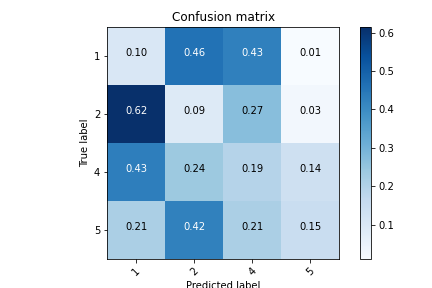 Confusion matrix
True label
1 0.10 0.46 0.43 0.01
2 0.62 0.09 0.27 0.03
4 0.43 0.24 0.19 0.14
5 0.21 0.42 0.21 0.15
1 2 4 5
Predicted label
0.6
0.5
0.4
0.3
0.2
0.1